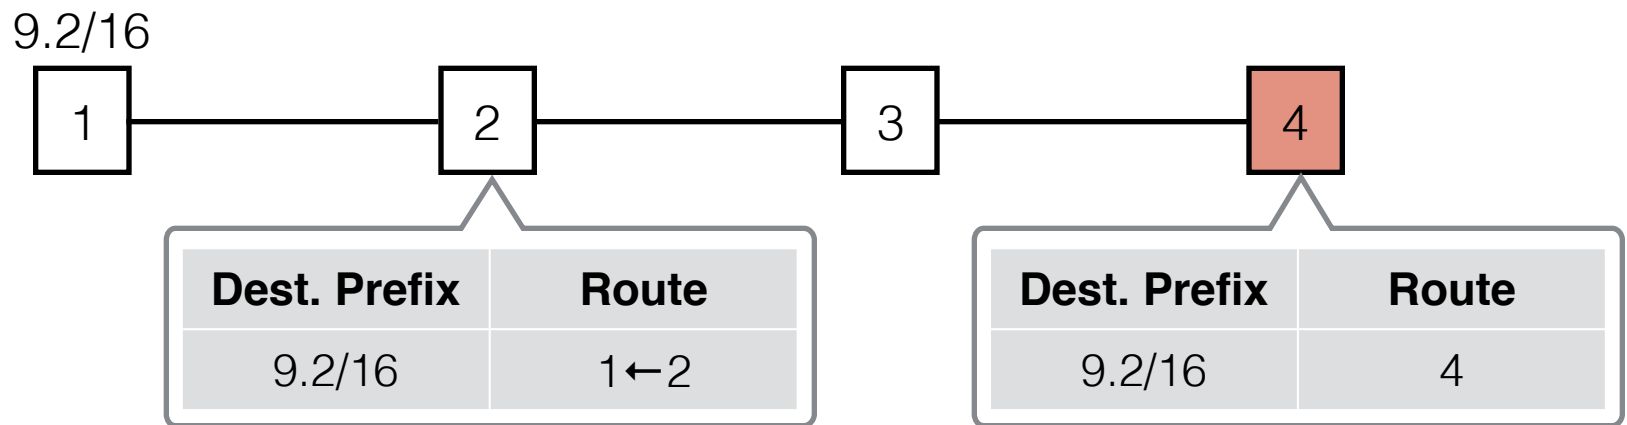 9.2/16
1 2 3 4
Dest. Prefix Route
9.2/16 1←2
Dest. Prefix Route
9.2/16 4